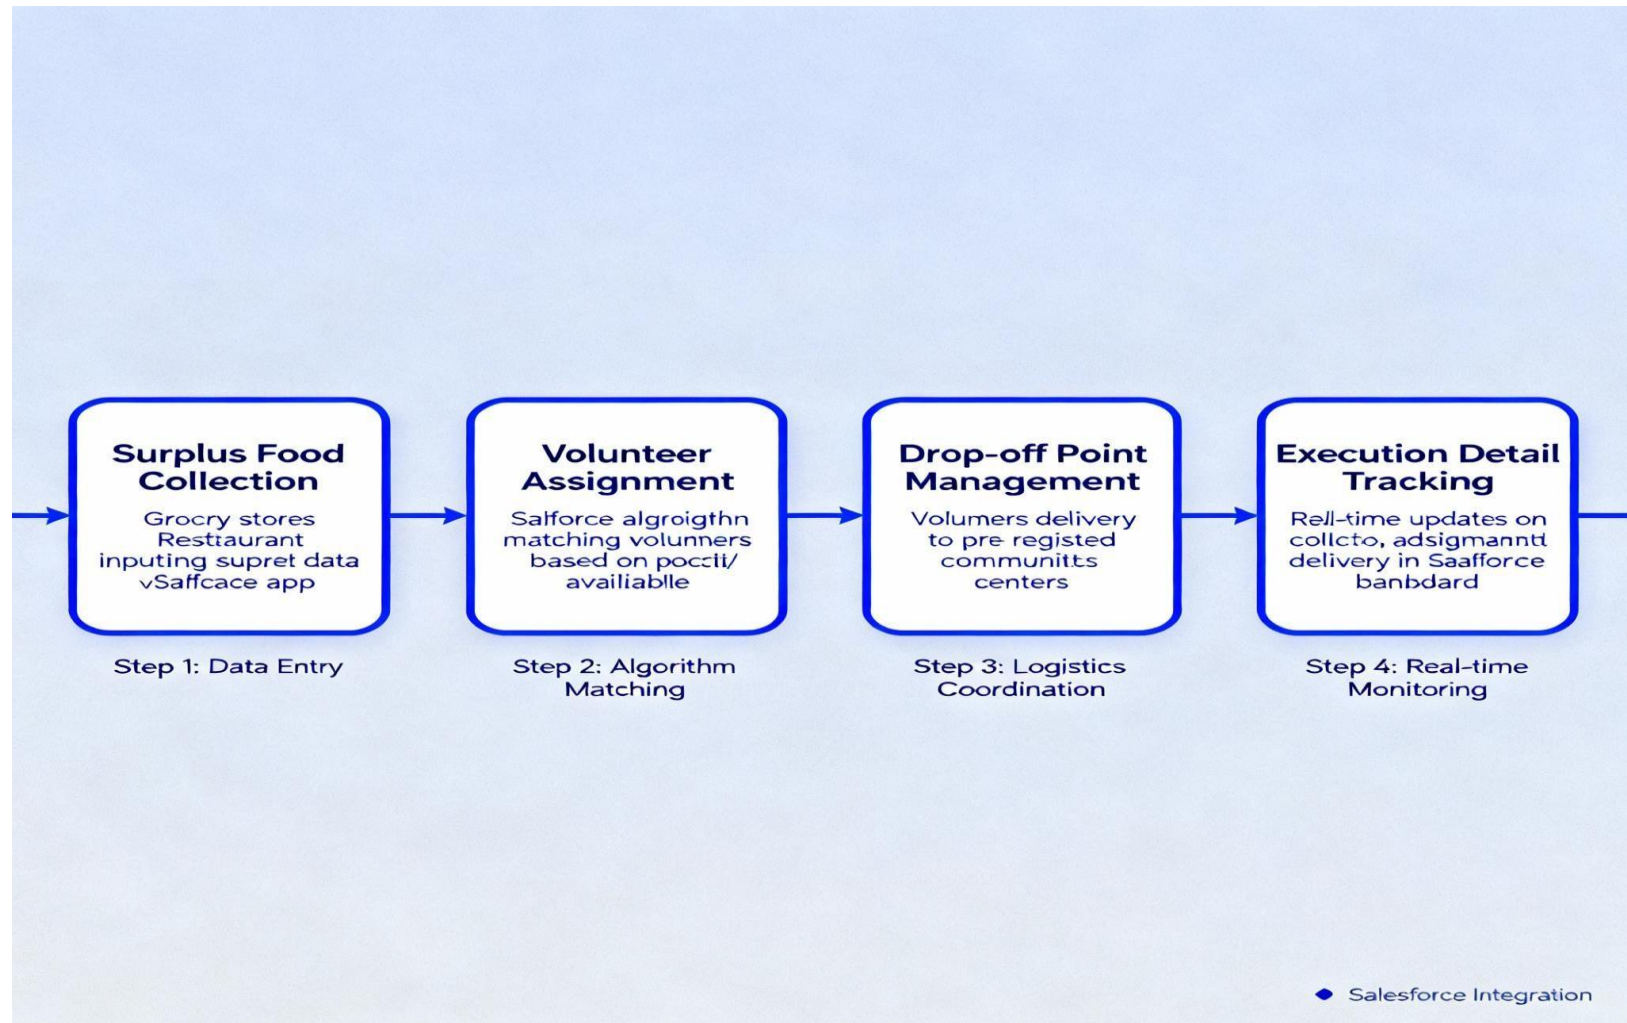 Surplus Food
Collection
Grocry stores
Resttaurant
inputing supret data
vSaffcace app
Step 1: Data Entry
Volunteer
Assignment
Salforce algroigthn
matching volunners
based on
availiablle
Step 2: Algorithm
Matching
Drop-off Point
Management
Volumers delivery
to pre registed
communitts
centers
Step 3: Logistics
Coordination
Execution Detail
Tracking
Rell-time updates on
collcto, adsigmanntl
delivery in Saafforce
banbdard
Step 4: Real-time
Monitoring
Salesforce Integration